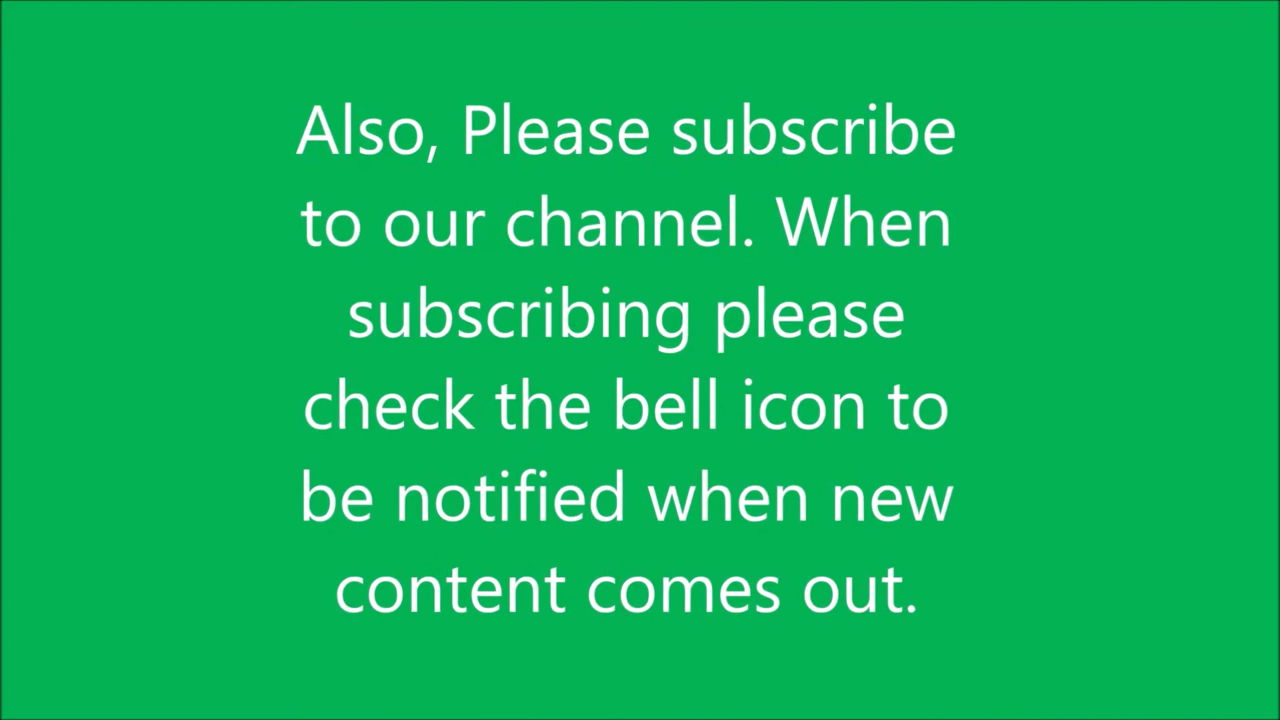 Also, Please subscribe
to our channel. When
subscribing please
check the bell icon to
be notified when new
content comes out.